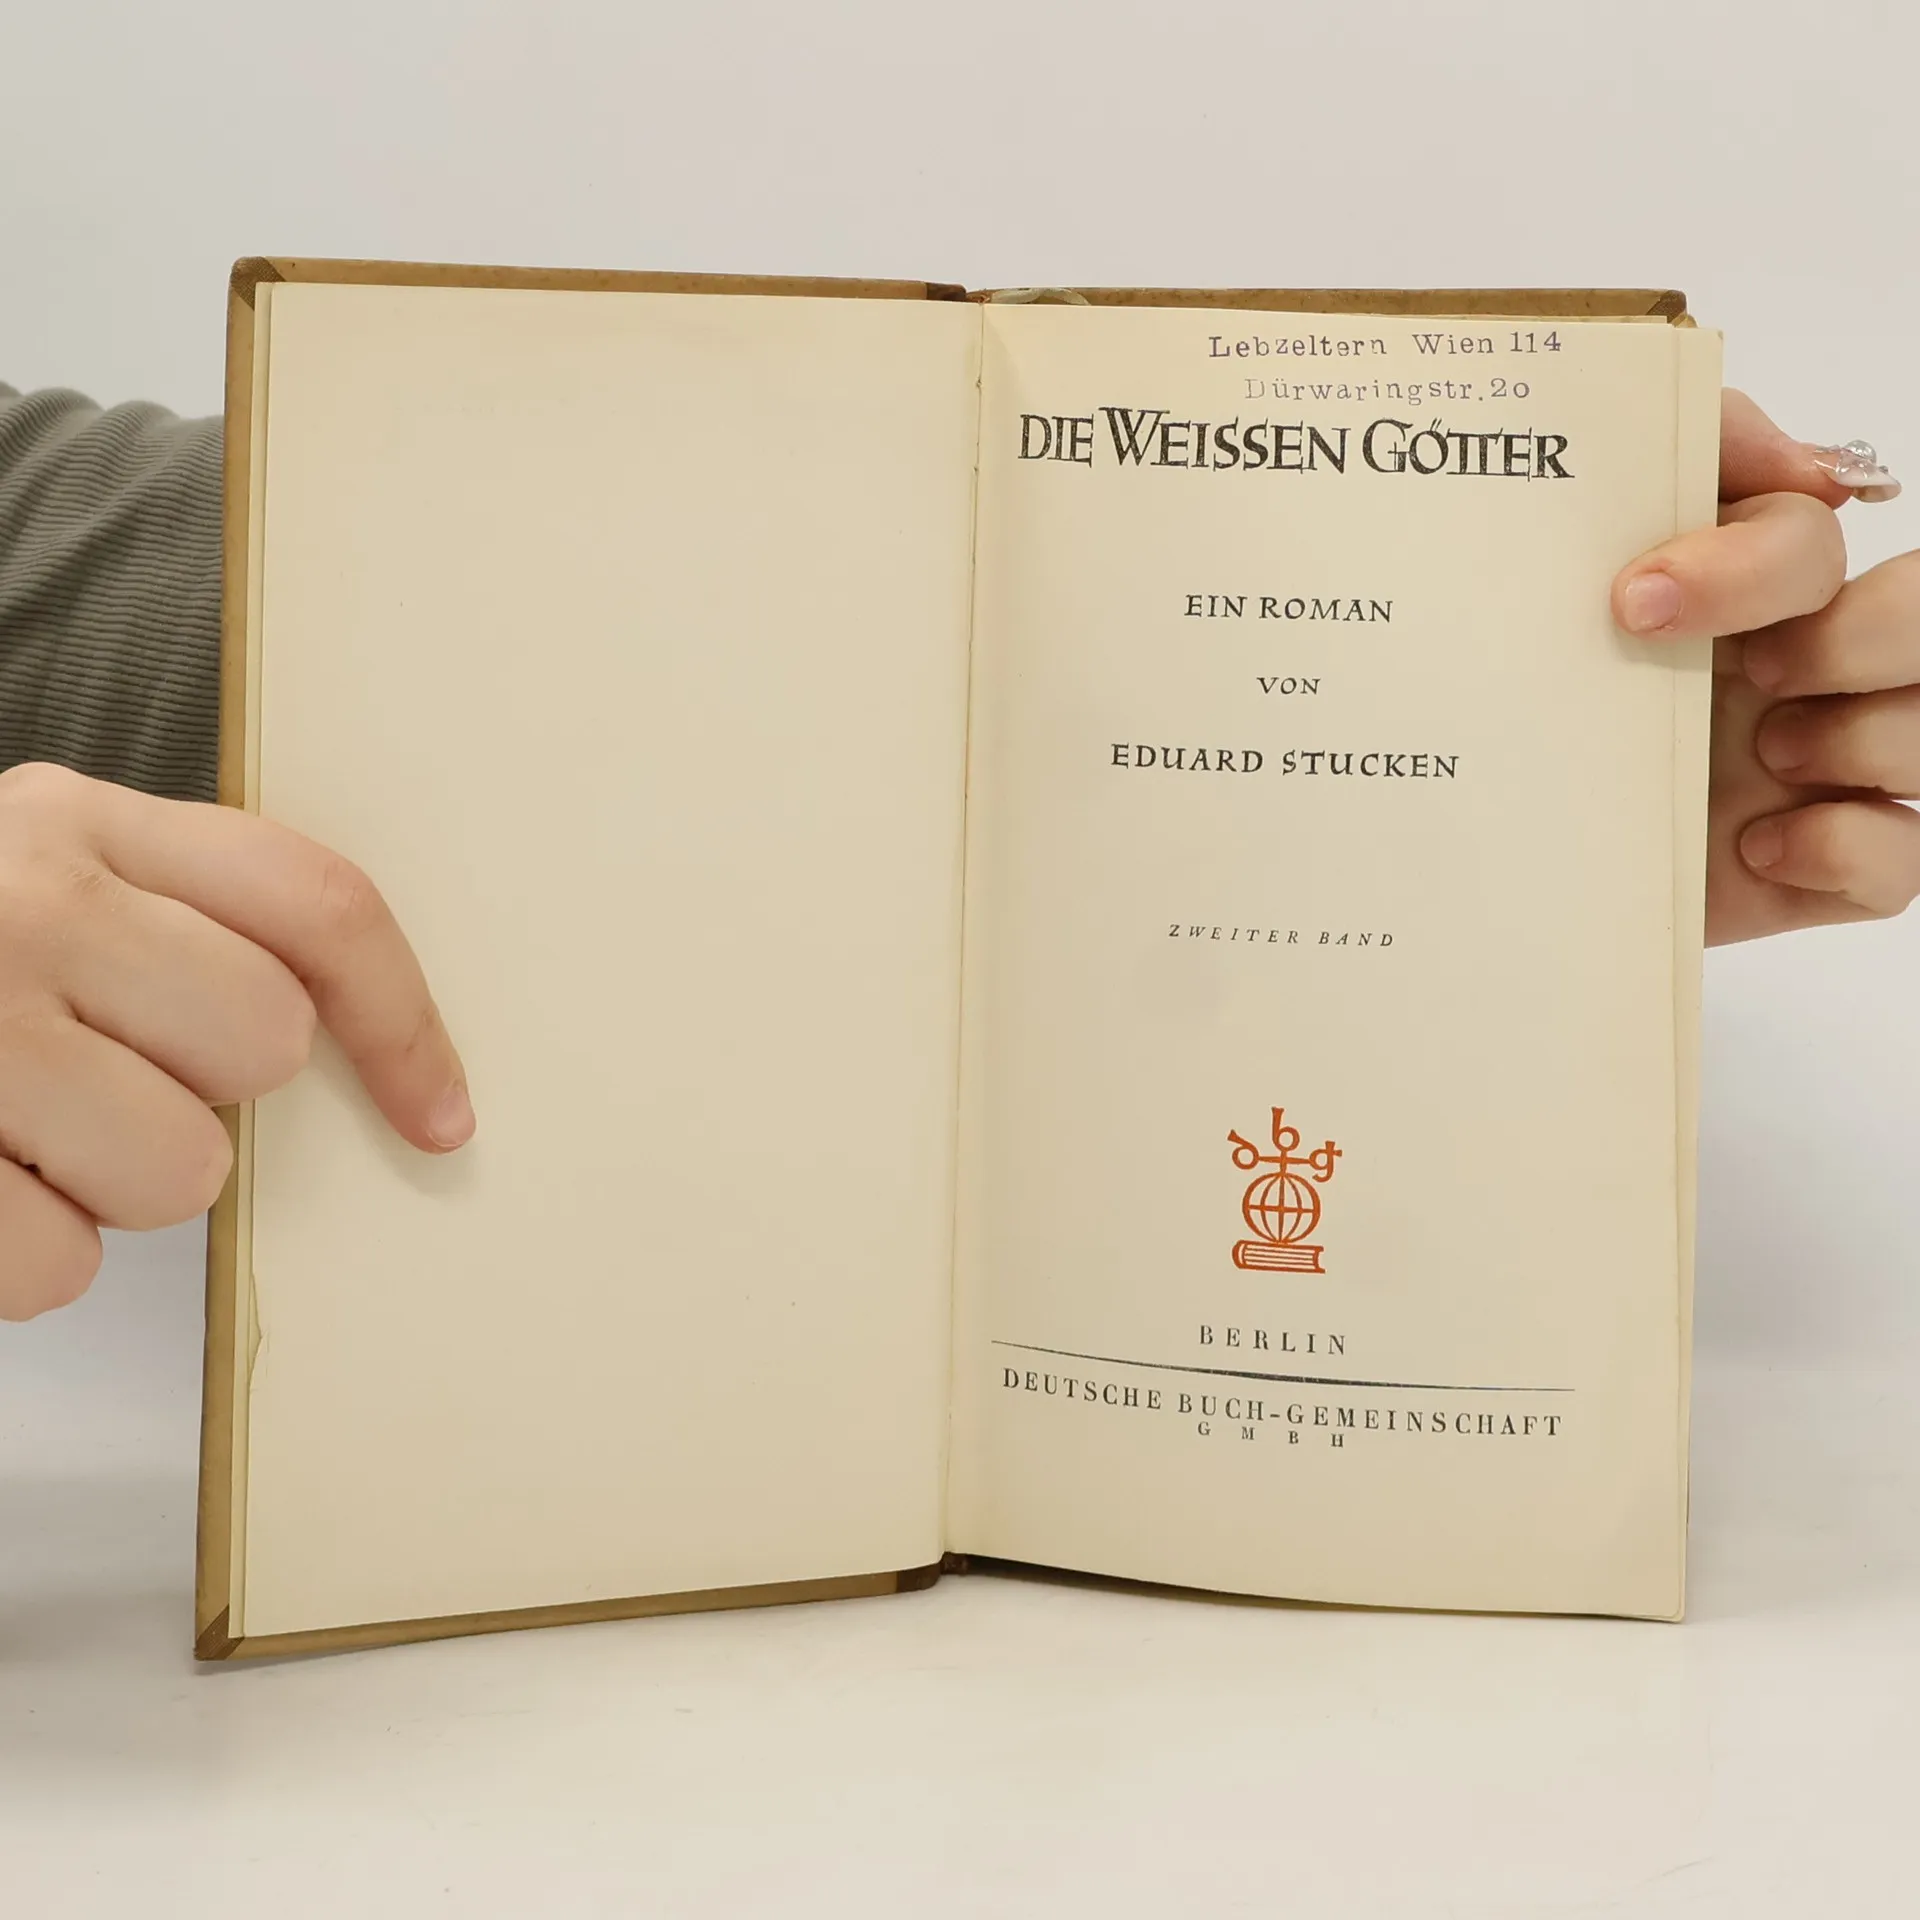 Lebzeltern Wien 114
Dürwaringstr.20
DIE WEISSEN GÖTTER
EIN ROMAN
VON
EDUARD STUCKEN
ZWEITER BAND
dbg
BERLIN
DEUTSCHE BUCH-GEMEINSCHAFT
GMBH